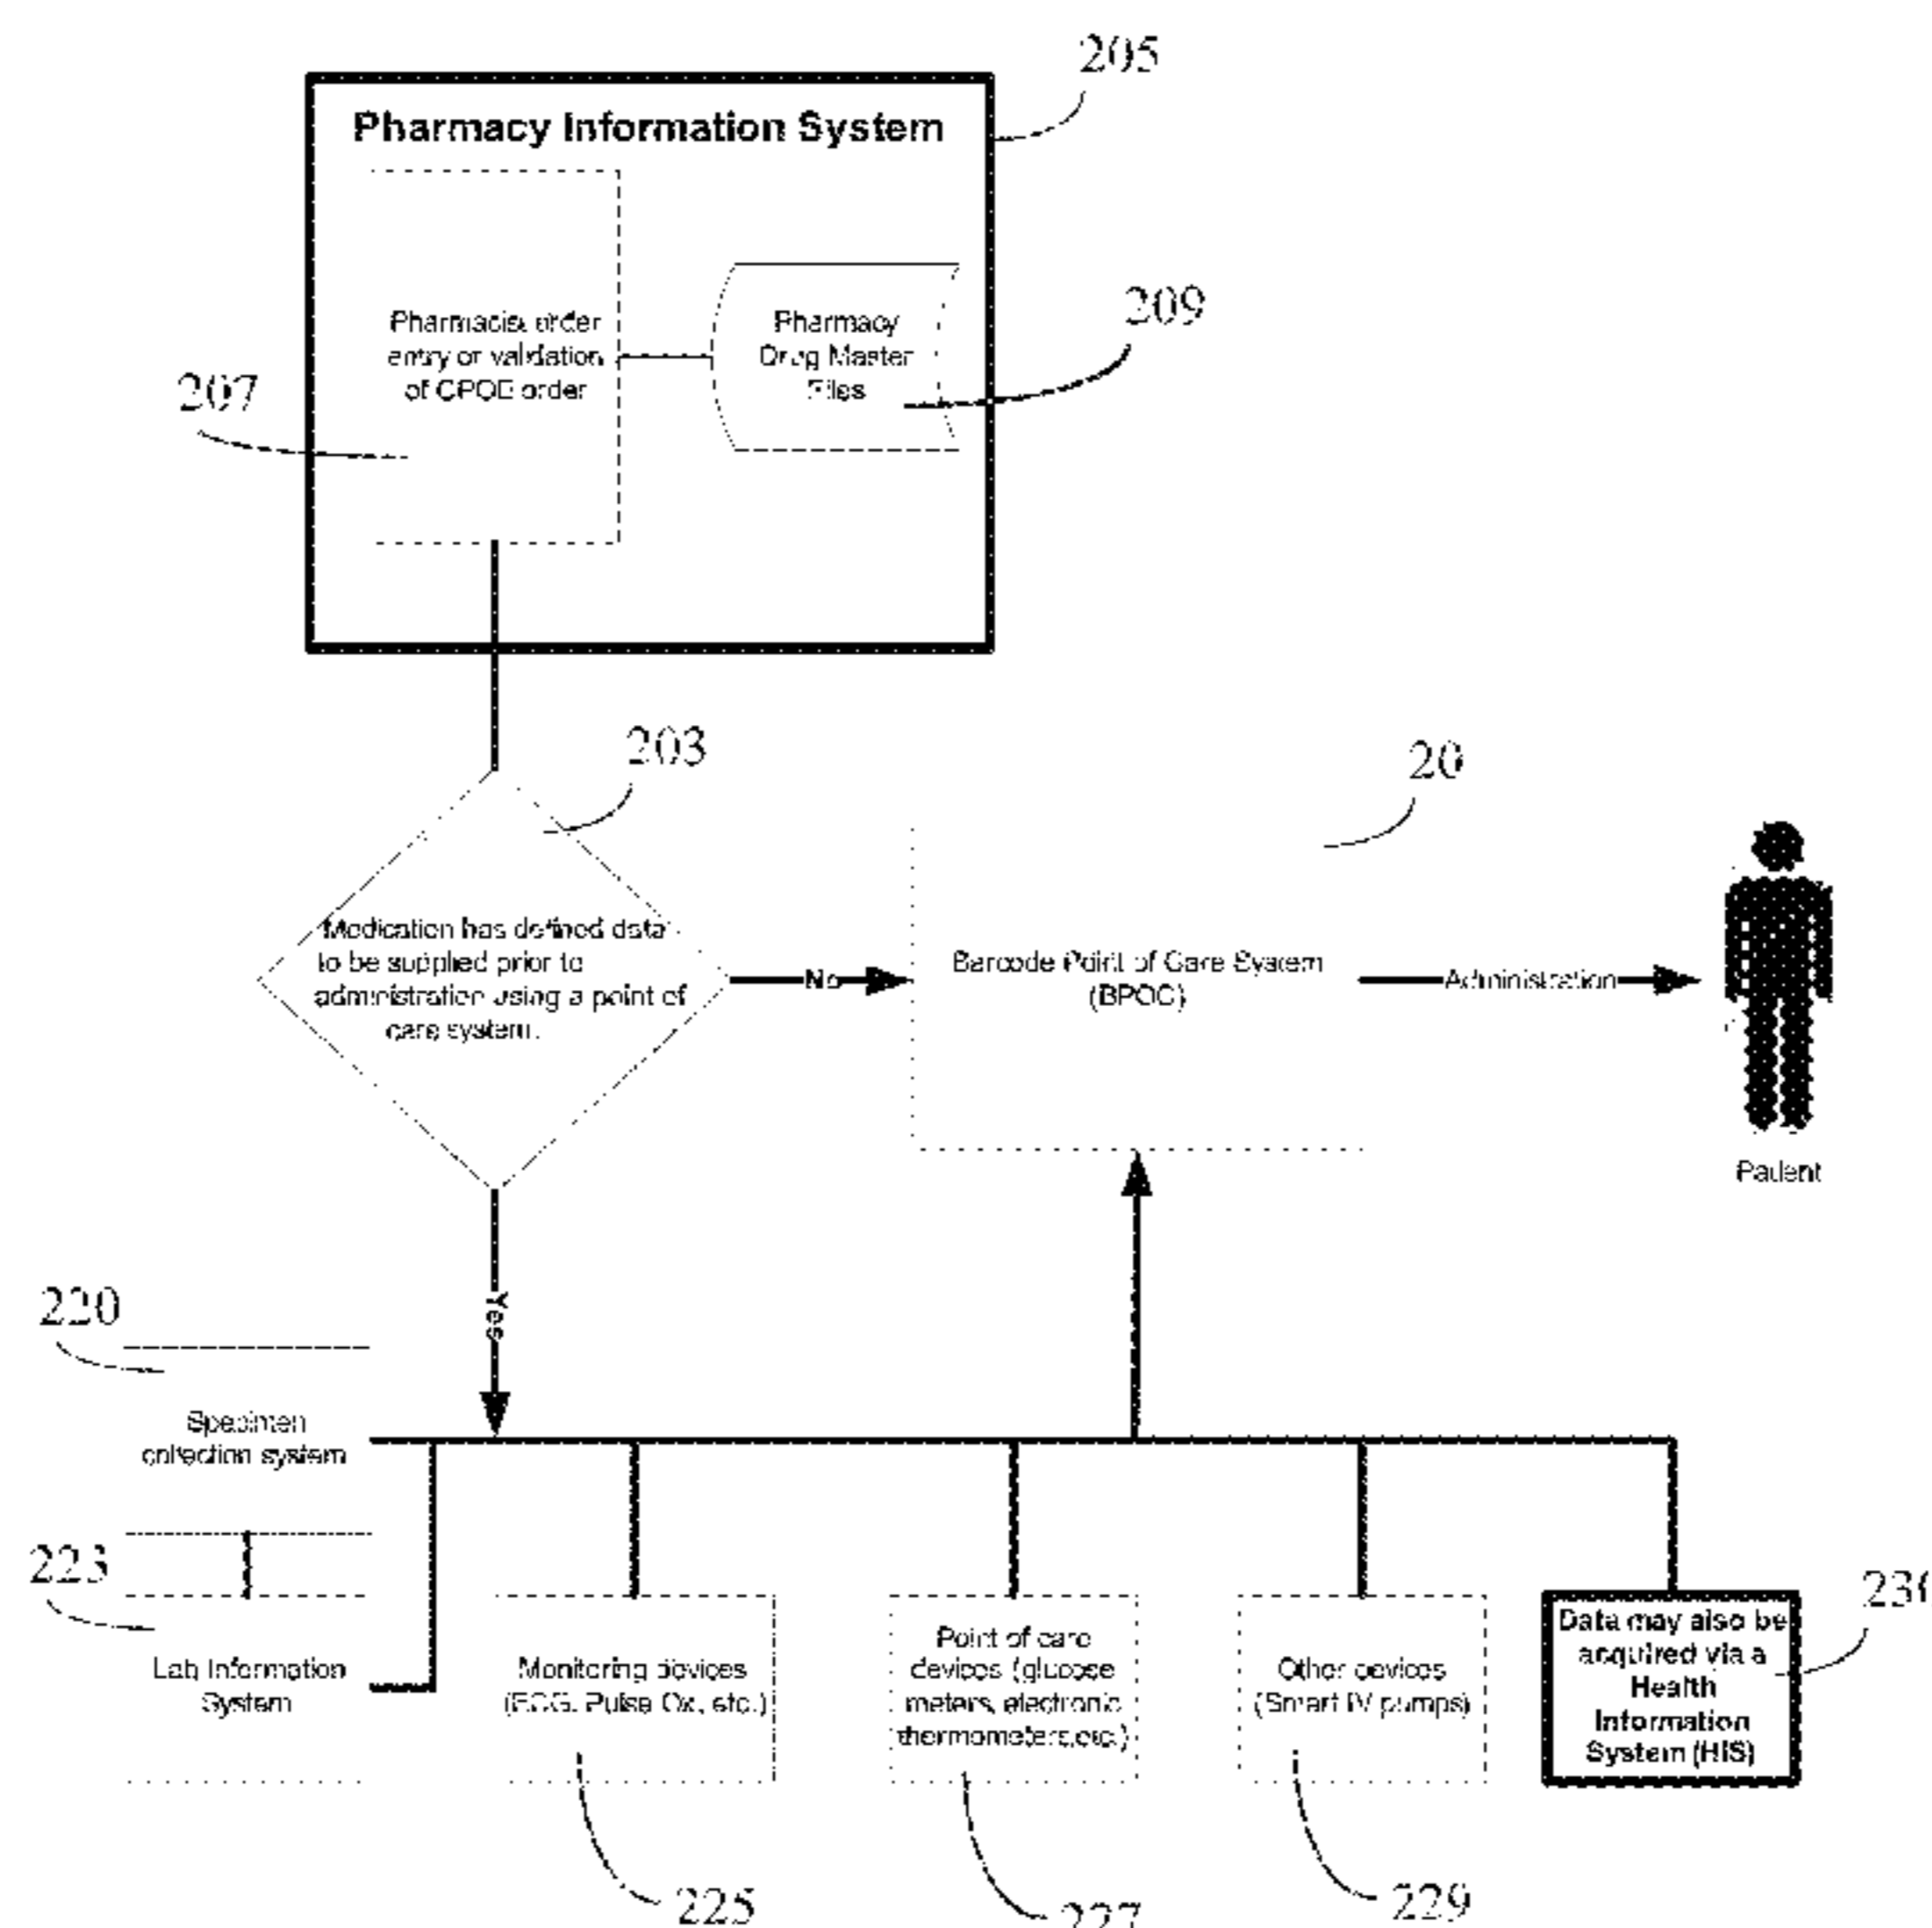 205
Pharmacy Information System
209
Pharmacist order
entry or validation
of CPOE order
Pharmacy
Drug Master
Files
207
203
20
Medication has defined data
to be supplied prior to
administration using a point of
care system.
No
Barcode Point of Care System
(BPOC)
Administration
Patient
Yes
220
Specimen
collection system
223
Lab Information
System
Monitoring devices
(ECG, Pulse Ox, etc.)
Point of care
devices (glucose
meters, electronic
thermometers,etc.)
Other devices
(Smart IV pumps)
Data may also be
acquired via a
Health
Information
System (HIS)
225
227
229